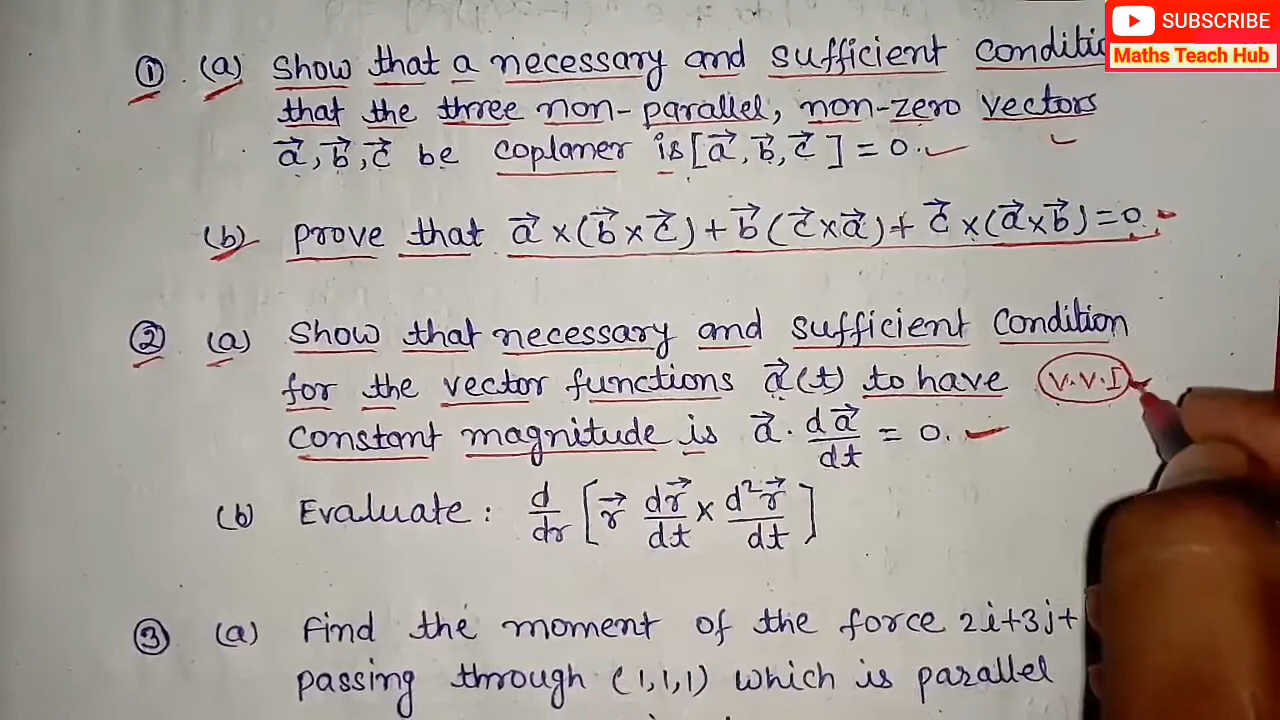 SUBSCRIBE
Maths Teach Hub
① (a) Show that a necessary and sufficient
that the three non-parallel, non-zero vectors
a⃗, b⃗, c⃗ be coplamer is [a⃗, b⃗, c⃗] = 0.
(b) prove that a⃗ × (b⃗ × c⃗) + b⃗ (c⃗ × a⃗) + c⃗ × (a⃗ × b⃗) = 0.
② (a) Show that necessary and sufficient condition
for the vector functions a⃗(t) to have V.V.I
constant magnitude is a⃗ . da⃗/dt = 0.
(b) Evaluate : d/dr [r⃗ dr⃗/dt × d²r⃗/dt]
③ (a) Find the moment of the force 2i+3j+
passing through (1,1,1) which is parallel